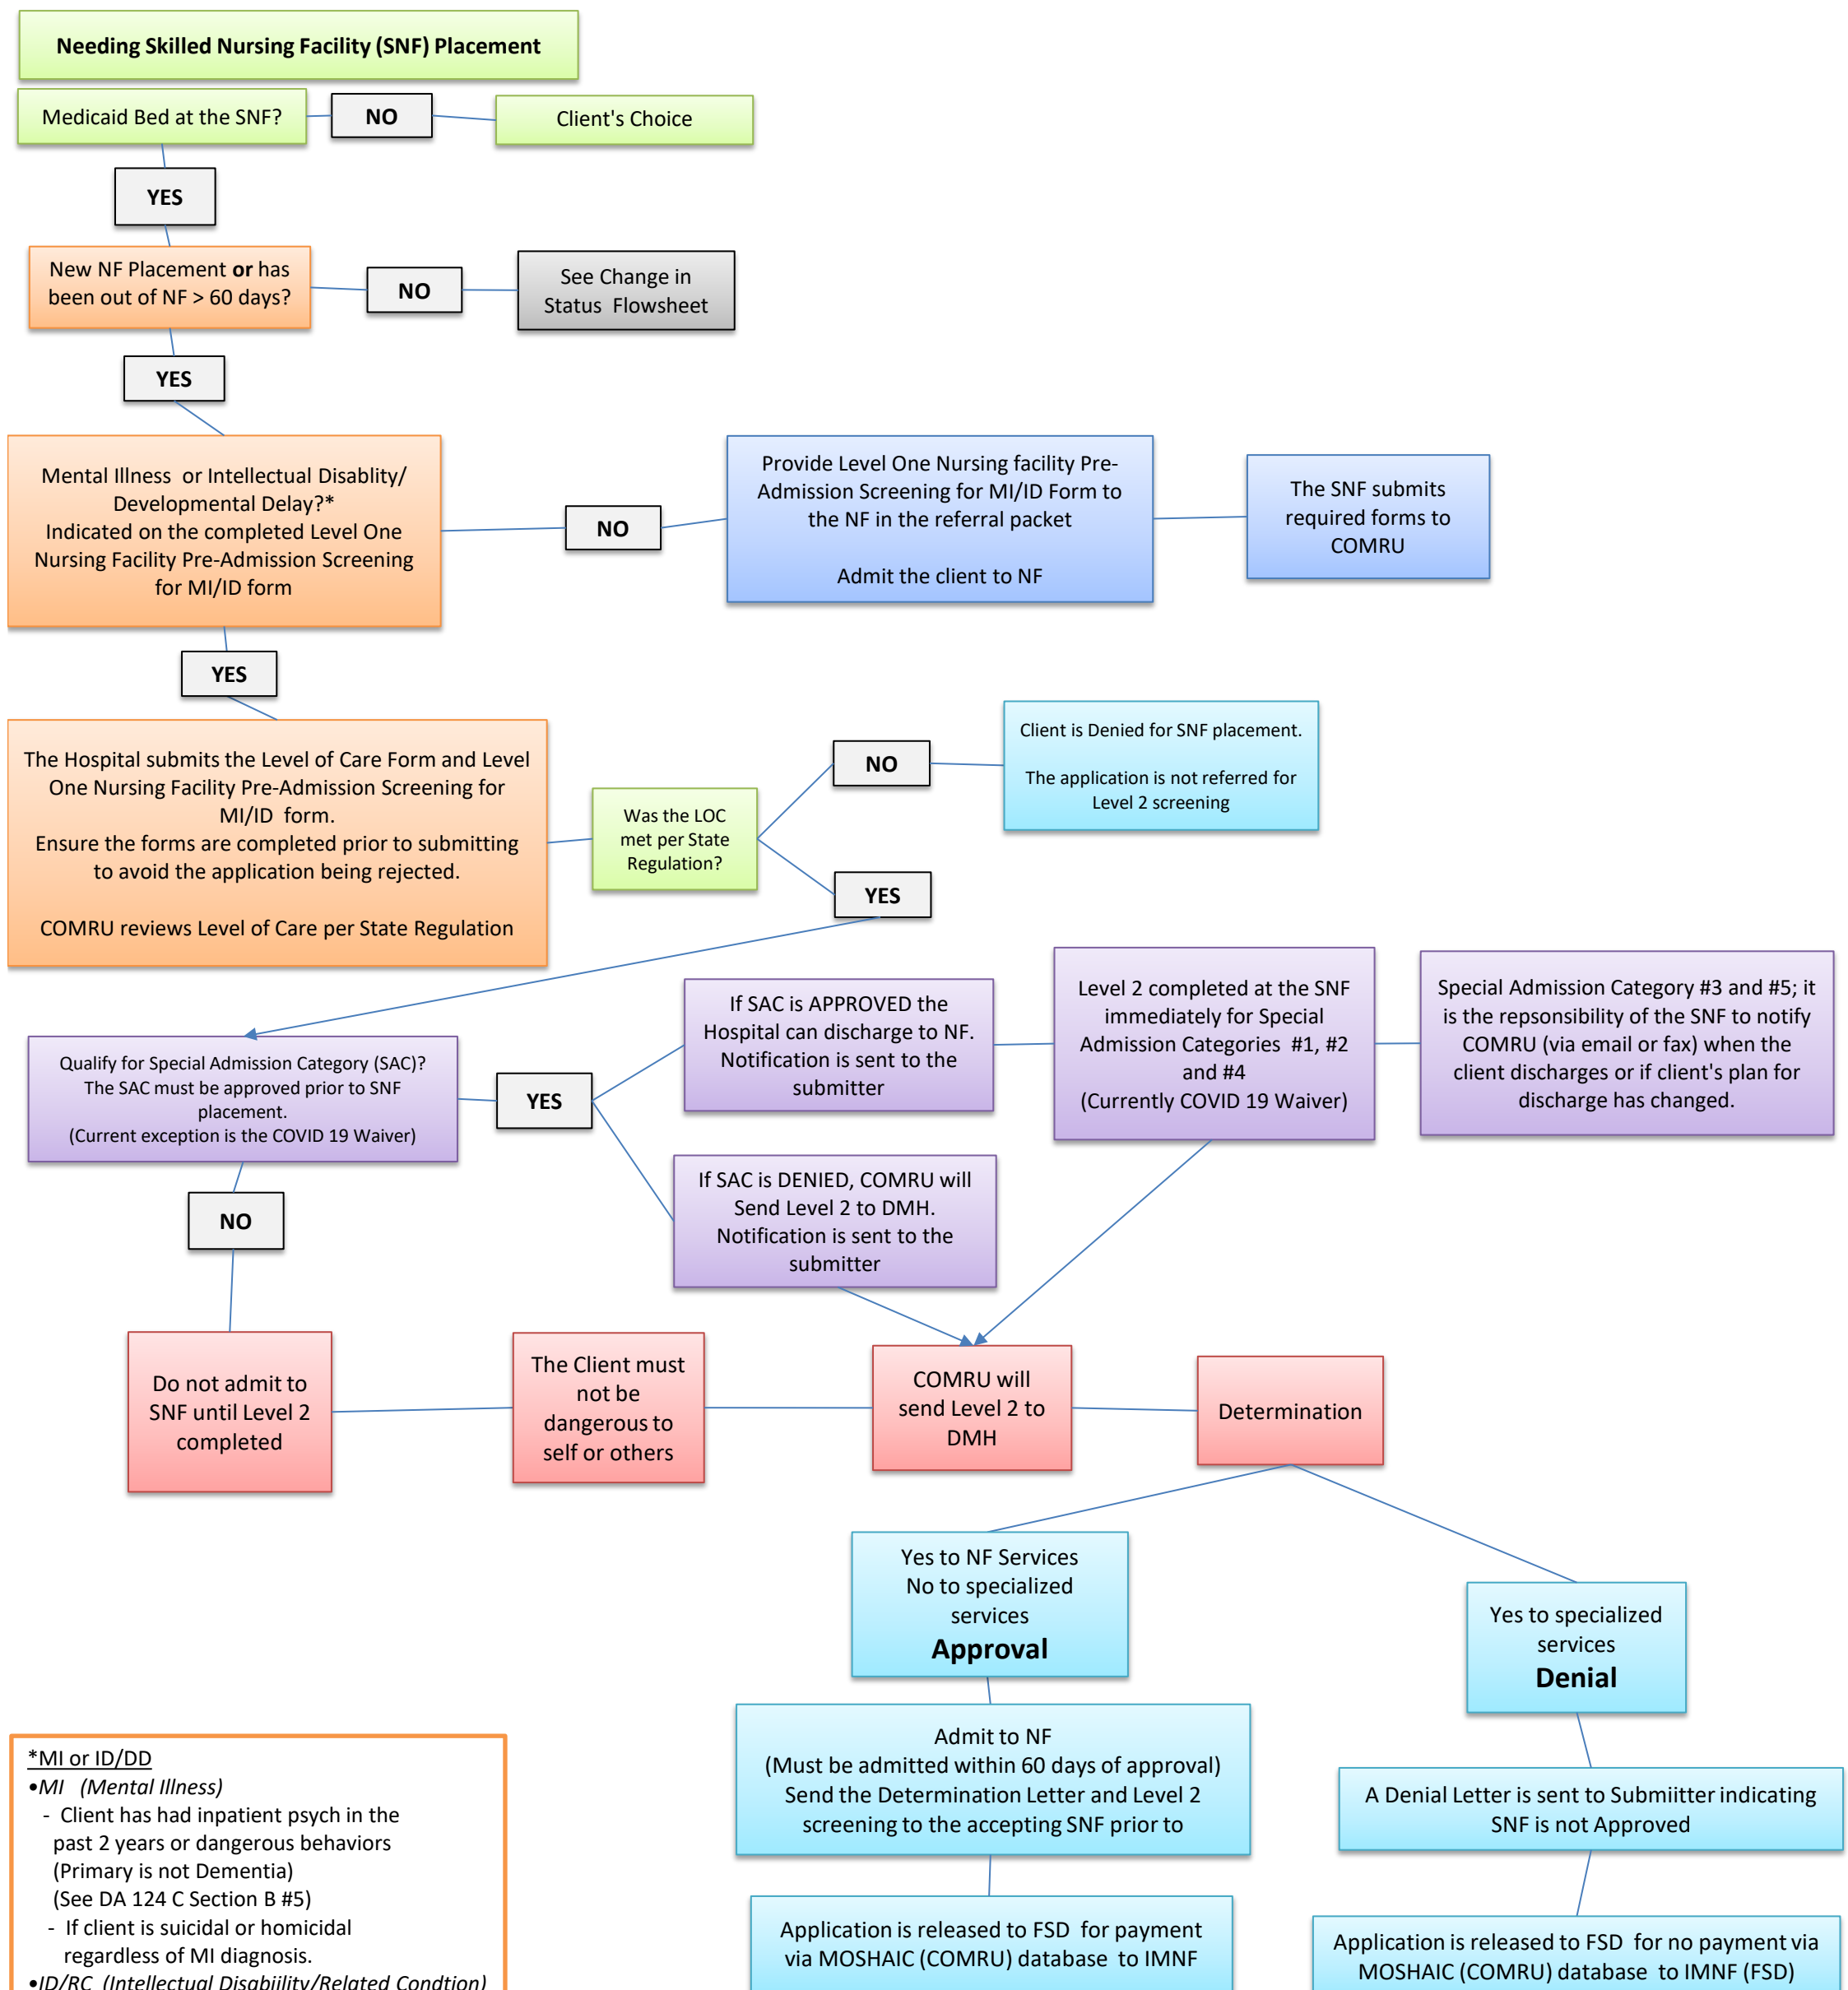 Needing Skilled Nursing Facility (SNF) Placement
Medicaid Bed at the SNF?
NO
Client's Choice
YES
New NF Placement or has
been out of NF > 60 days?
NO
See Change in
Status Flowsheet
YES
Mental Illness or Intellectual Disablity/
Developmental Delay?*
Indicated on the completed Level One
Nursing Facility Pre-Admission Screening
for MI/ID form
NO
Provide Level One Nursing facility Pre-
Admission Screening for MI/ID Form to
the NF in the referral packet
Admit the client to NF
The SNF submits
required forms to
COMRU
YES
The Hospital submits the Level of Care Form and Level
One Nursing Facility Pre-Admission Screening for
MI/ID form.
Ensure the forms are completed prior to submitting
to avoid the application being rejected.
COMRU reviews Level of Care per State Regulation
Was the LOC
met per State
Regulation?
NO
Client is Denied for SNF placement.
The application is not referred for
Level 2 screening
YES
Qualify for Special Admission Category (SAC)?
The SAC must be approved prior to SNF
placement.
(Current exception is the COVID 19 Waiver)
YES
If SAC is APPROVED the
Hospital can discharge to NF.
Notification is sent to the
submitter
Level 2 completed at the SNF
immediately for Special
Admission Categories #1, #2
and #4
(Currently COVID 19 Waiver)
Special Admission Category #3 and #5; it
is the repsonsibility of the SNF to notify
COMRU (via email or fax) when the
client discharges or if client's plan for
discharge has changed.
If SAC is DENIED, COMRU will
Send Level 2 to DMH.
Notification is sent to the
submitter
NO
Do not admit to
SNF until Level 2
completed
The Client must
not be
dangerous to
self or others
COMRU will
send Level 2 to
DMH
Determination
Yes to NF Services
No to specialized
services
Approval
Yes to specialized
services
Denial
Admit to NF
(Must be admitted within 60 days of approval)
Send the Determination Letter and Level 2
screening to the accepting SNF prior to
A Denial Letter is sent to Submiitter indicating
SNF is not Approved
Application is released to FSD for payment
via MOSHAIC (COMRU) database to IMNF
Application is released to FSD for no payment via
MOSHAIC (COMRU) database to IMNF (FSD)
*MI or ID/DD
•MI (Mental Illness)
- Client has had inpatient psych in the
past 2 years or dangerous behaviors
(Primary is not Dementia)
(See DA 124 C Section B #5)
- If client is suicidal or homicidal
regardless of MI diagnosis.
•ID/RC (Intellectual Disabiility/Related Condtion)